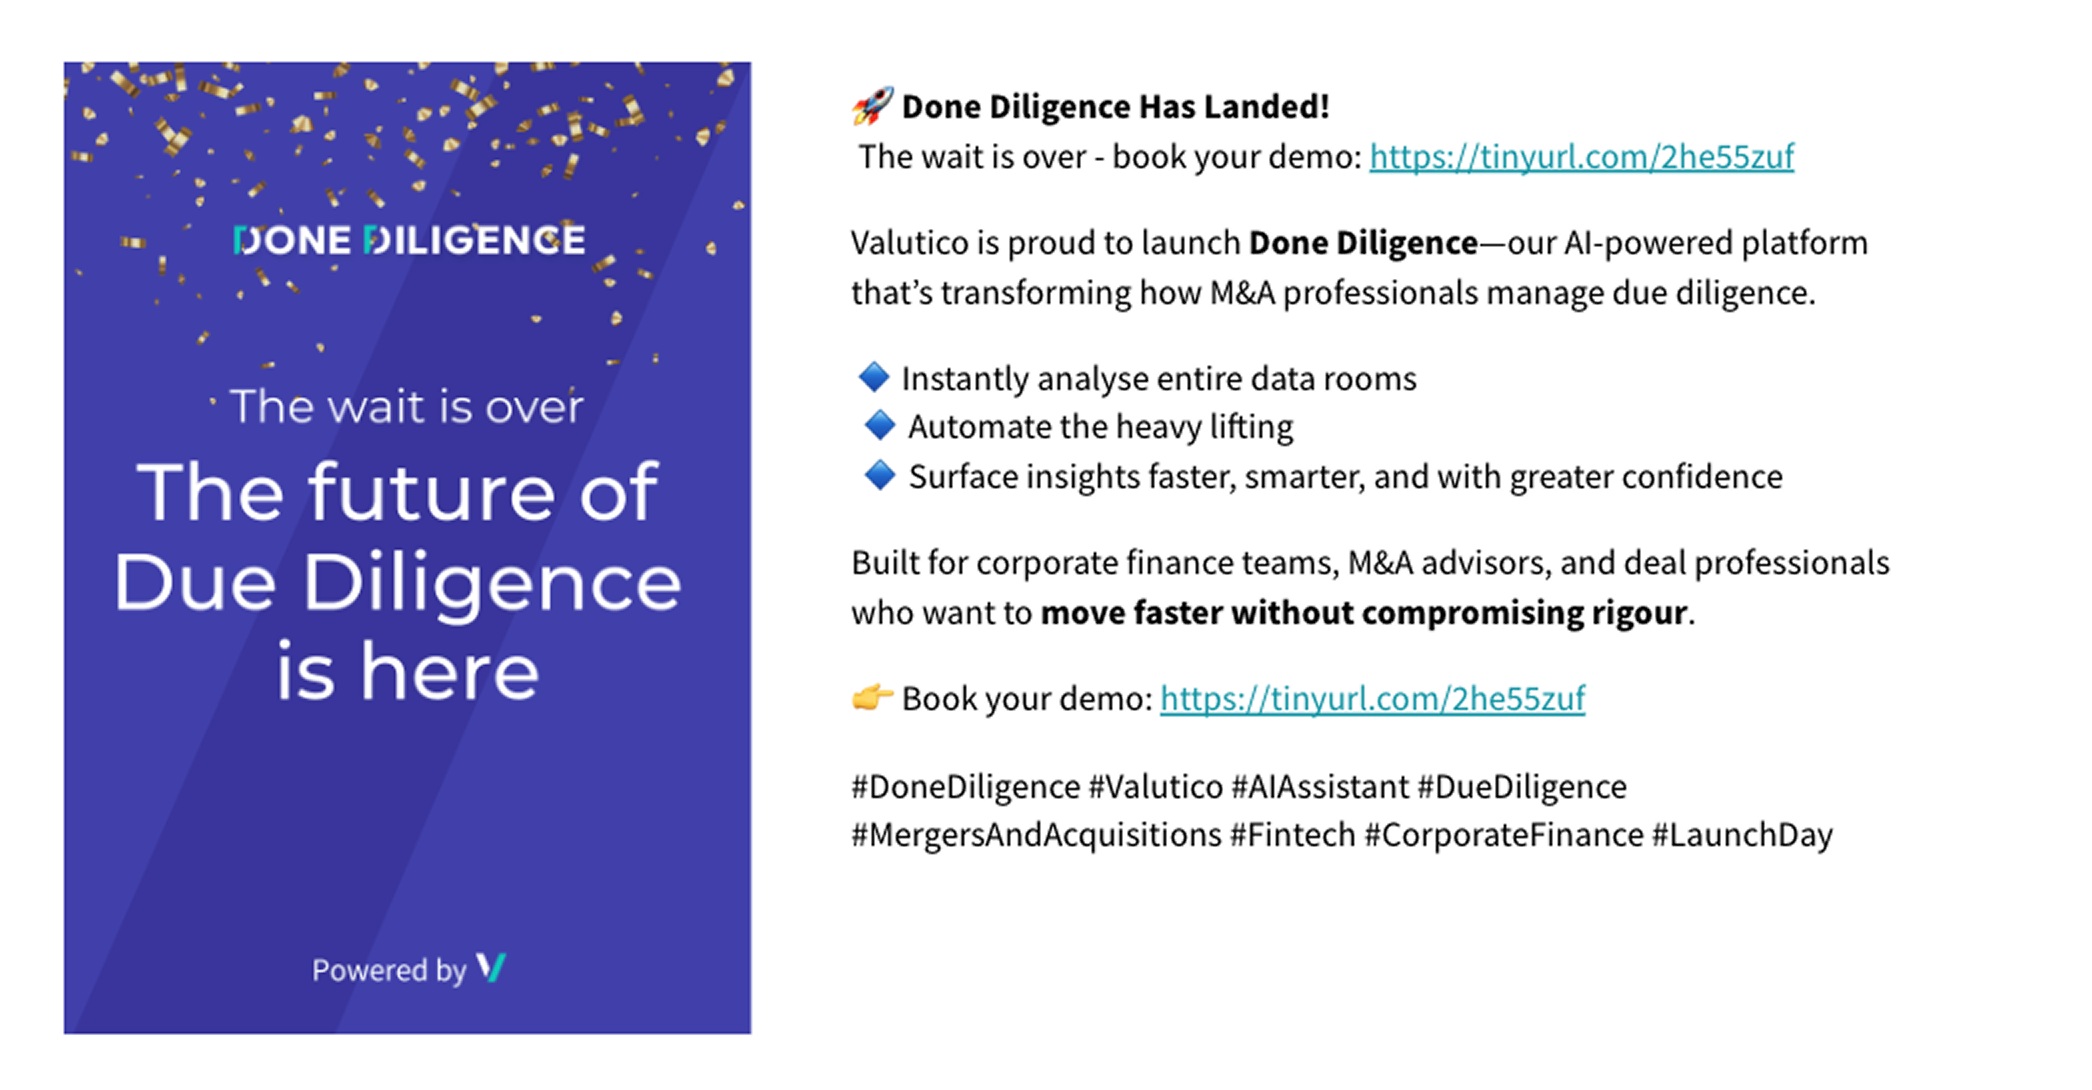 DONE DILIGENCE
The wait is over
The future of
Due Diligence
is here
Powered by V
🚀 Done Diligence Has Landed!
The wait is over - book your demo: https://tinyurl.com/2he55zuf
Valutico is proud to launch Done Diligence—our AI-powered platform
that’s transforming how M&A professionals manage due diligence.
🔷 Instantly analyse entire data rooms
🔷 Automate the heavy lifting
🔷 Surface insights faster, smarter, and with greater confidence
Built for corporate finance teams, M&A advisors, and deal professionals
who want to move faster without compromising rigour.
👉 Book your demo: https://tinyurl.com/2he55zuf
#DoneDiligence #Valutico #AIAssistant #DueDiligence
#MergersAndAcquisitions #Fintech #CorporateFinance #LaunchDay